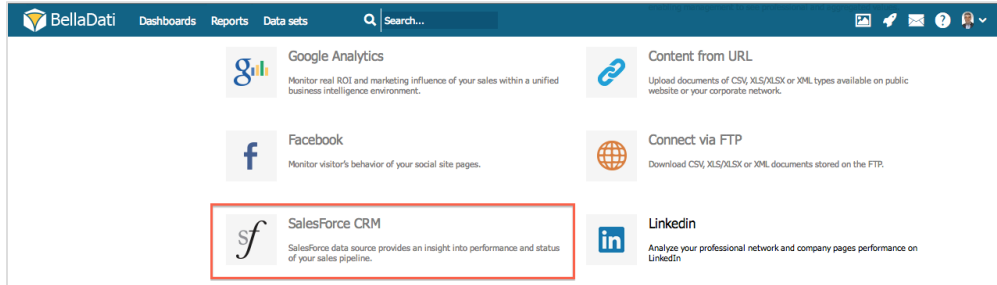 BellaDati Dashboards Reports Data sets Search...
Google Analytics
Monitor real ROI and marketing influence of your sales within a unified
business intelligence environment.
Content from URL
Upload documents of CSV, XLS/XLSX or XML types available on public
website or your corporate network.
Facebook
Monitor visitor's behavior of your social site pages.
Connect via FTP
Download CSV, XLS/XLSX or XML documents stored on the FTP.
SalesForce CRM
SalesForce data source provides an insight into performance and status
of your sales pipeline.
Linkedin
Analyze your professional network and company pages performance on
LinkedIn